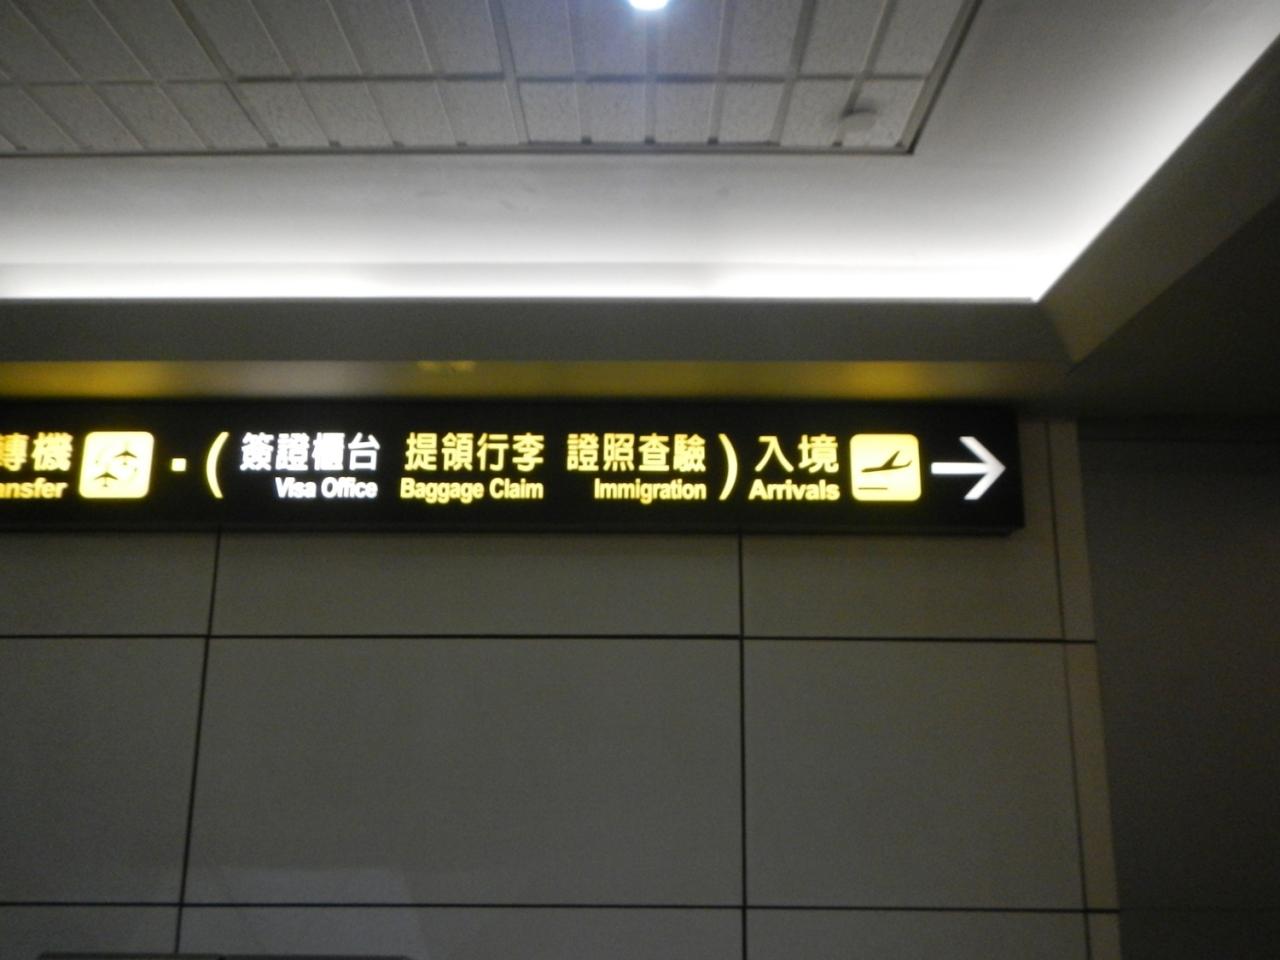 轉機 ▪ ( 簽證櫃台 提領行李 證照查驗 ) 入境 →
ansfer Visa Office Baggage Claim Immigration Arrivals